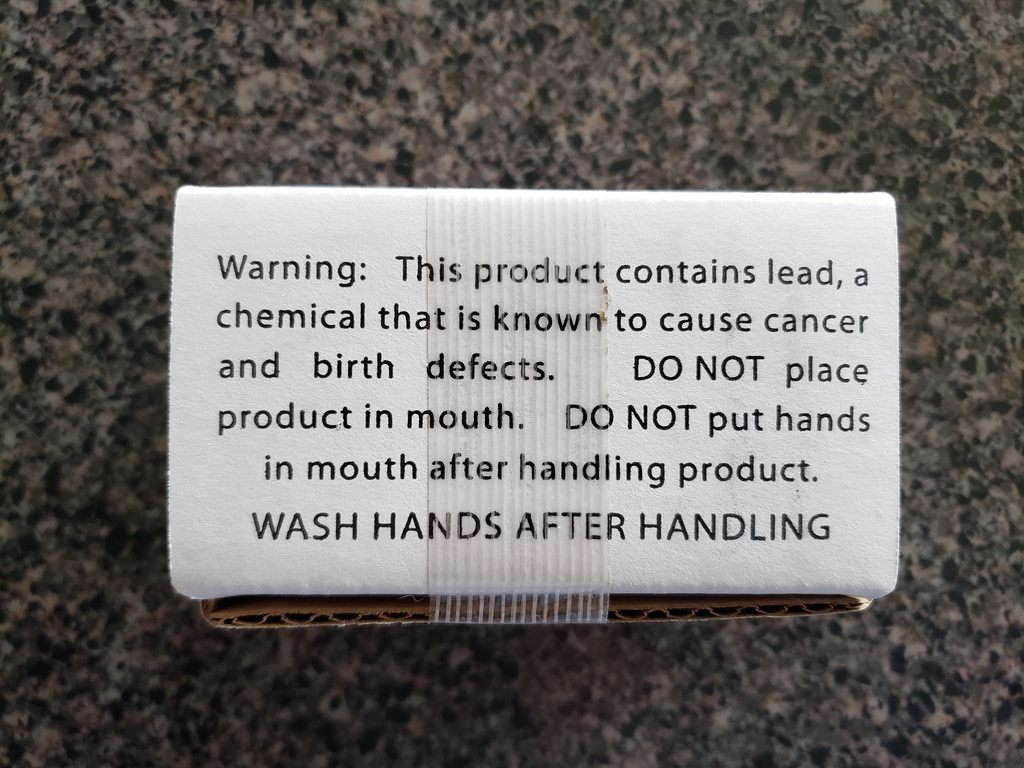 Warning: This product contains lead, a
chemical that is known to cause cancer
and birth defects. DO NOT place
product in mouth. DO NOT put hands
in mouth after handling product.
WASH HANDS AFTER HANDLING